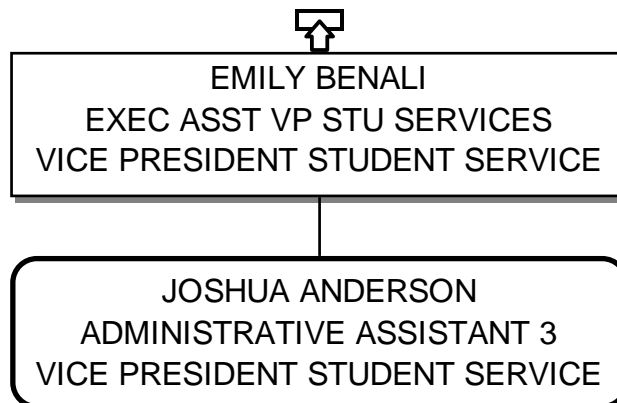 EMILY BENALI
EXEC ASST VP STU SERVICES
VICE PRESIDENT STUDENT SERVICE
JOSHUA ANDERSON
ADMINISTRATIVE ASSISTANT 3
VICE PRESIDENT STUDENT SERVICE